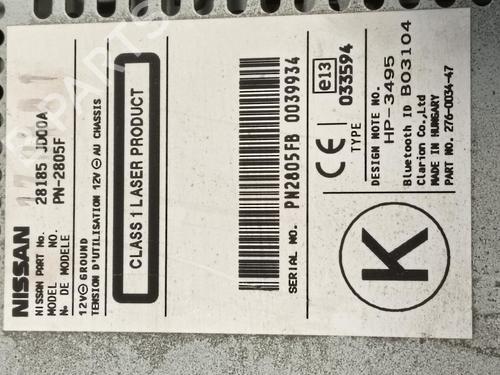 NISSAN
NISSAN PART No. 28185 JD00A
MODEL NO. PN-2805F
No. DE MODELE
12V⊖ GROUND
TENSION D'UTILISATION 12V ⊖ AU CHASSIS
CLASS 1 LASER PRODUCT
SERIAL NO. PN2805FB 0039934
CE
TYPE
e13
033594
DESIGN NOTE NO.
HP-3495
Bluetooth ID B03104
Clarion Co.,Ltd
MADE IN HUNGARY
PART NO. 276-0034-47
K